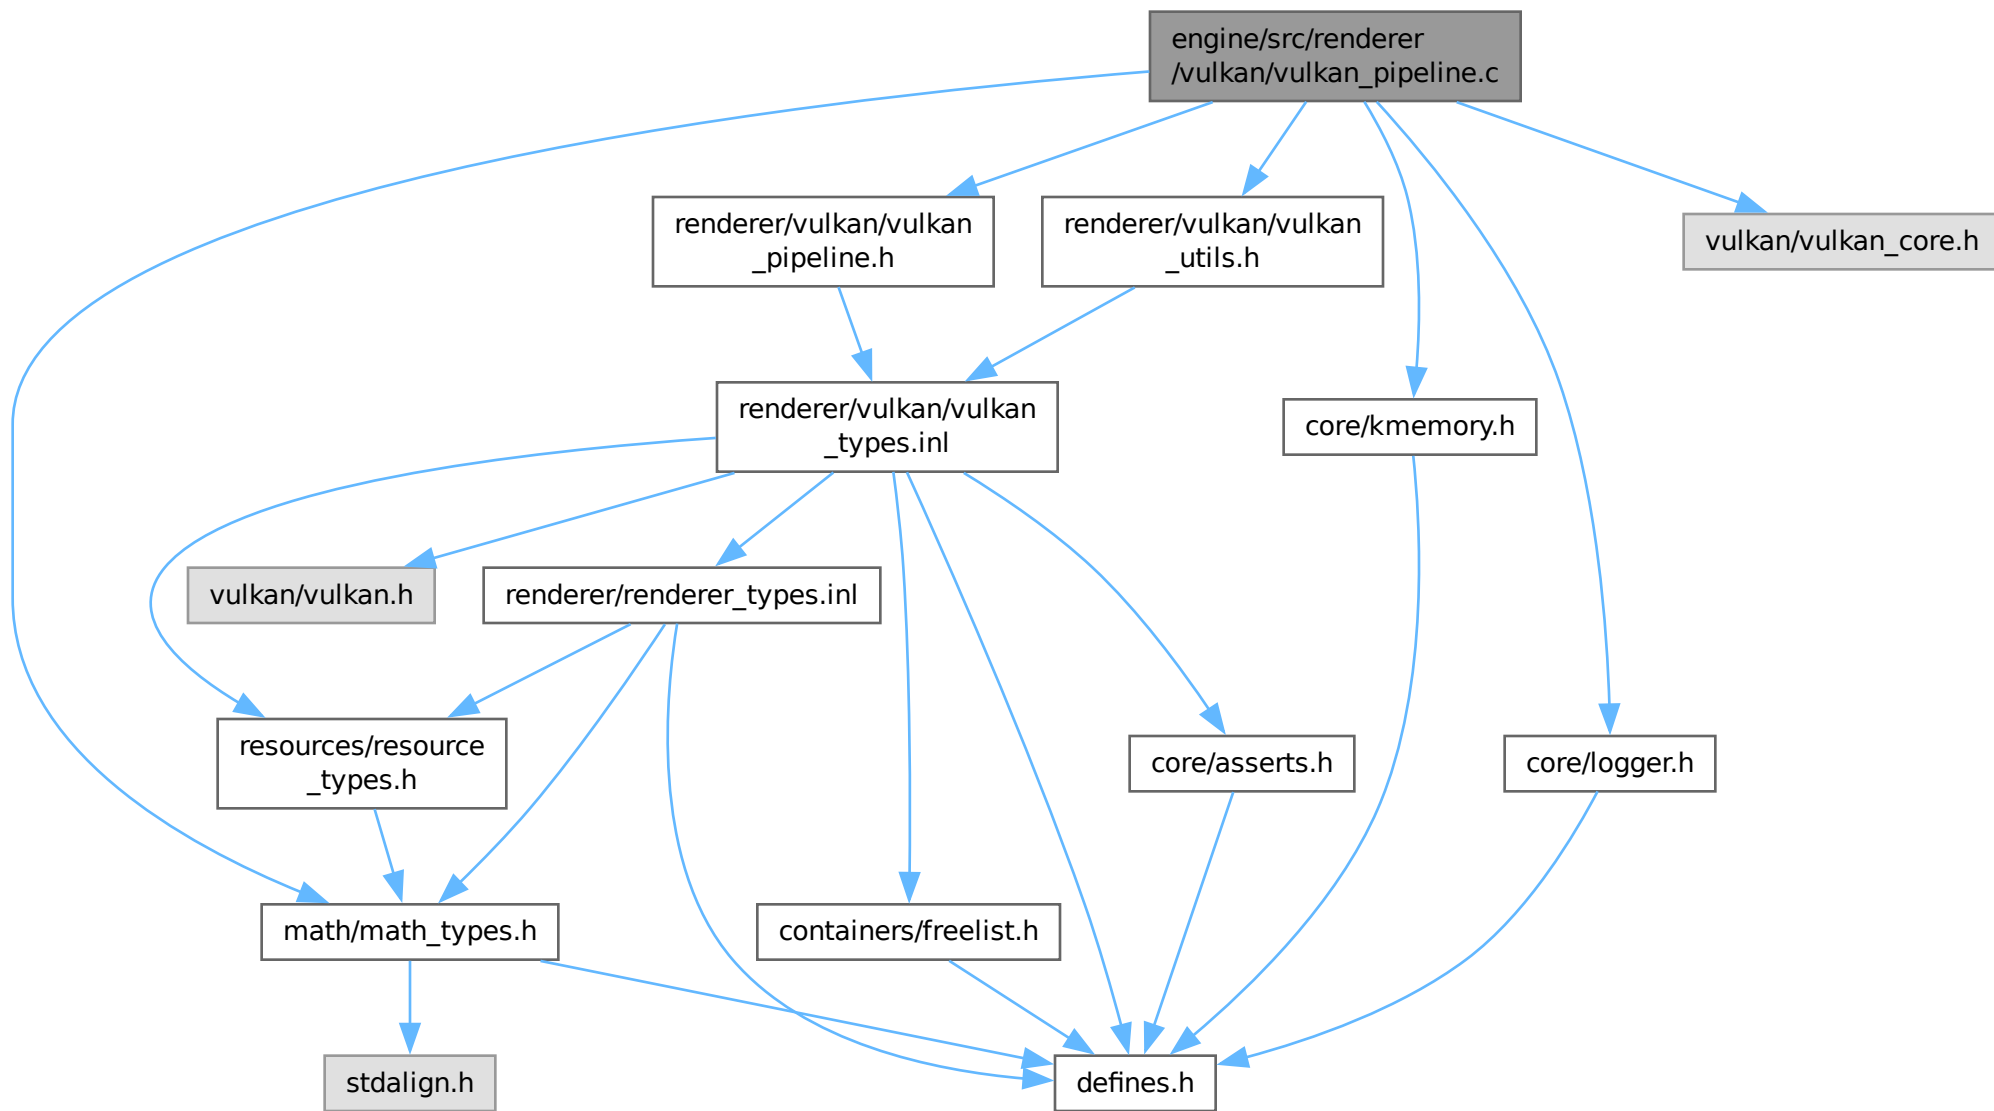 engine/src/renderer
/vulkan/vulkan_pipeline.c
renderer/vulkan/vulkan
_pipeline.h
renderer/vulkan/vulkan
_utils.h
vulkan/vulkan_core.h
renderer/vulkan/vulkan
_types.inl
core/kmemory.h
vulkan/vulkan.h
renderer/renderer_types.inl
resources/resource
_types.h
core/asserts.h
core/logger.h
math/math_types.h
containers/freelist.h
stdalign.h
defines.h